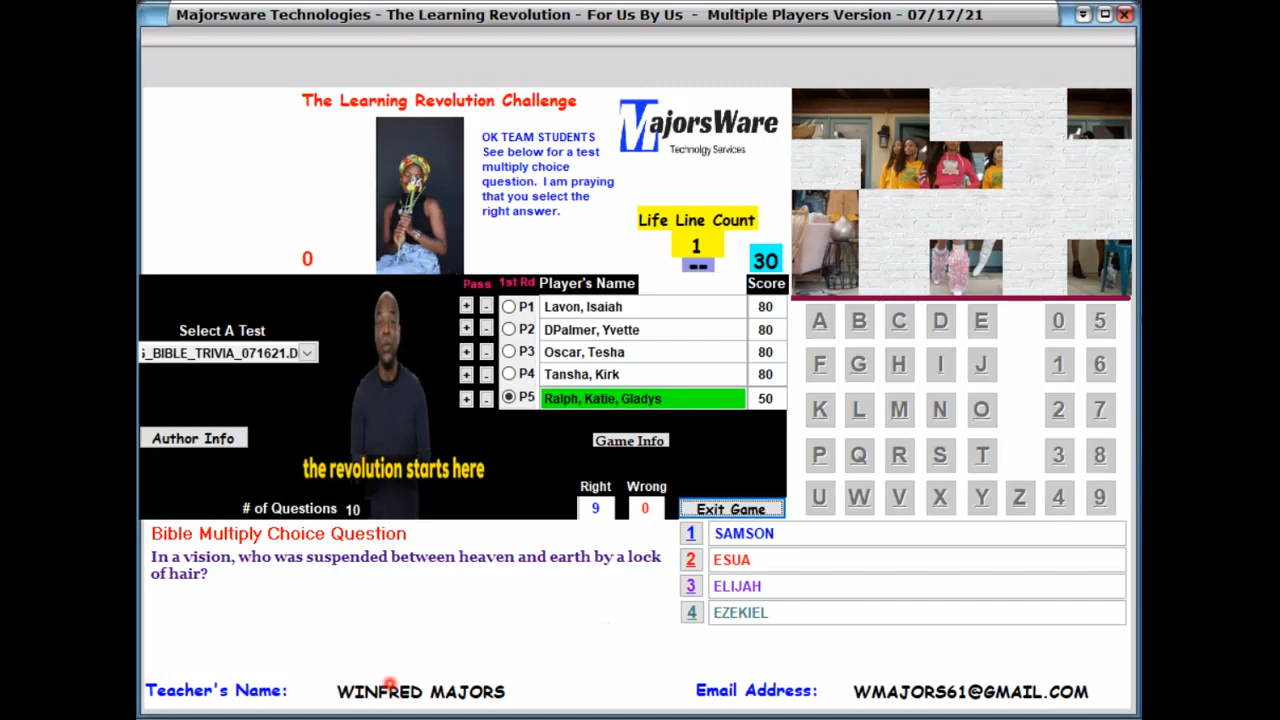 Majorsware Technologies - The Learning Revolution - For Us By Us - Multiple Players Version - 07/17/21
The Learning Revolution Challenge
OK TEAM STUDENTS
See below for a test
multiply choice
question. I am praying
that you select the
right answer.
MajorsWare
Technolgy Services
Life Line Count
1
--
30
0
Pass 1st Rd Player's Name Score
+ - P1 Lavon, Isaiah 80
+ - P2 DPalmer, Yvette 80
+ - P3 Oscar, Tesha 80
+ - P4 Tansha, Kirk 80
+ - P5 Ralph, Katie, Gladys 50
Select A Test
_BIBLE_TRIVIA_071621.D
Author Info
the revolution starts here
# of Questions 10
Game Info
Right Wrong
9 0
Exit Game
A B C D E 0 5
F G H I J 1 6
K L M N O 2 7
P Q R S T 3 8
U W V X Y Z 4 9
Bible Multiply Choice Question
In a vision, who was suspended between heaven and earth by a lock
of hair?
1 SAMSON
2 ESUA
3 ELIJAH
4 EZEKIEL
Teacher's Name: WINFRED MAJORS
Email Address: WMAJORS61@GMAIL.COM